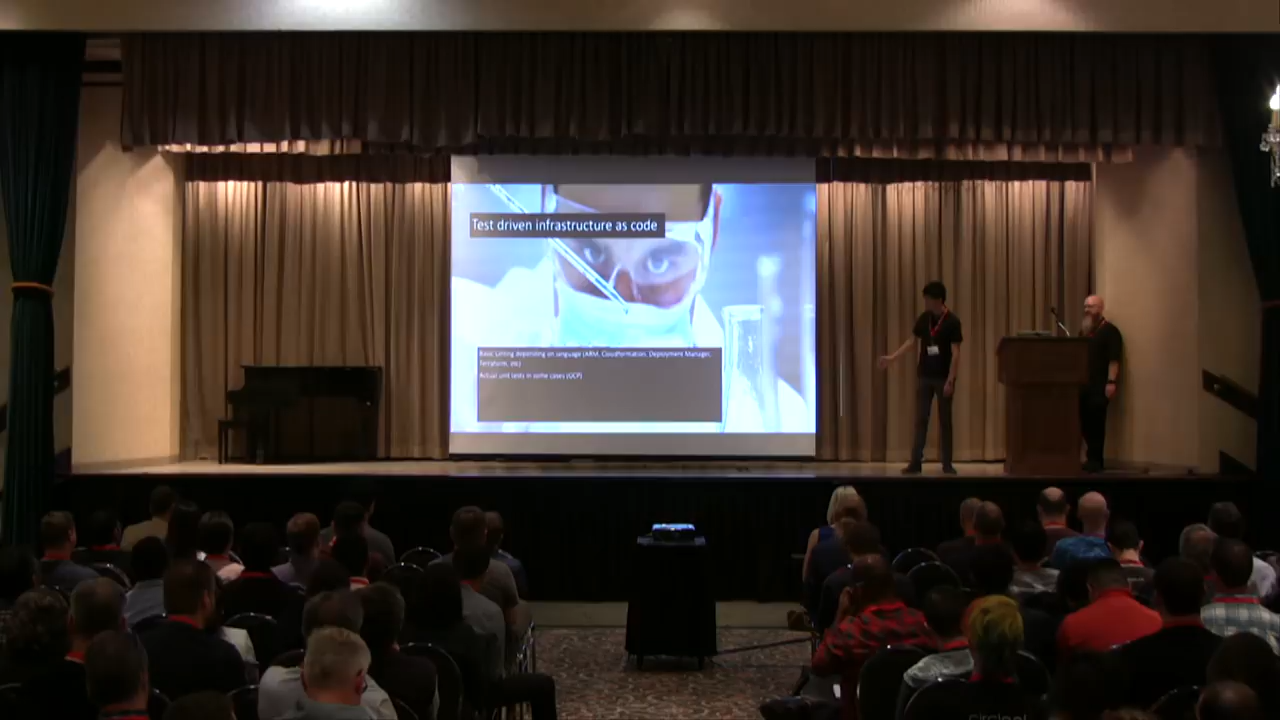 Test driven infrastructure as code
Basic Linting depending on language (ARM, Cloudformation, Deployment Manager,
Terraform, etc)
Actual unit tests in some cases (GCP)
circleci